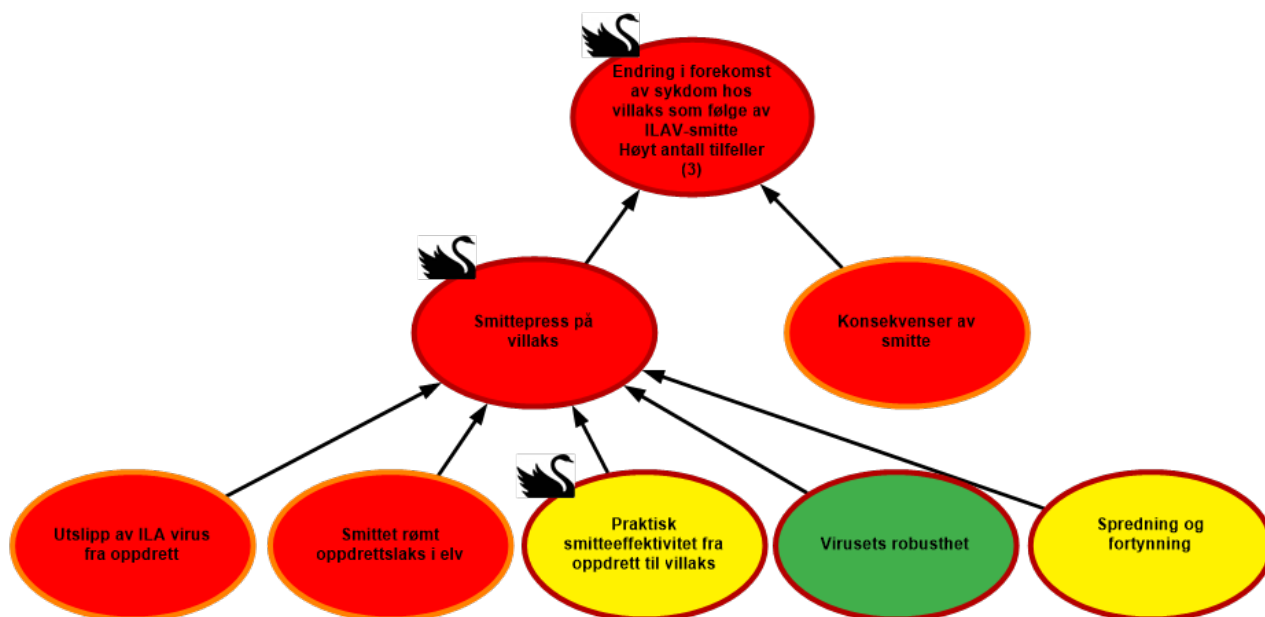 Endring i forekomst
av sykdom hos
villaks som følge av
ILAV-smitte
Høyt antall tilfeller
(3)
Smittepress på
villaks
Konsekvenser av
smitte
Utslipp av ILA virus
fra oppdrett
Smittet rømt
oppdrettslaks i elv
Praktisk
smitteeffektivitet fra
oppdrett til villaks
Virusets robusthet
Spredning og
fortynning